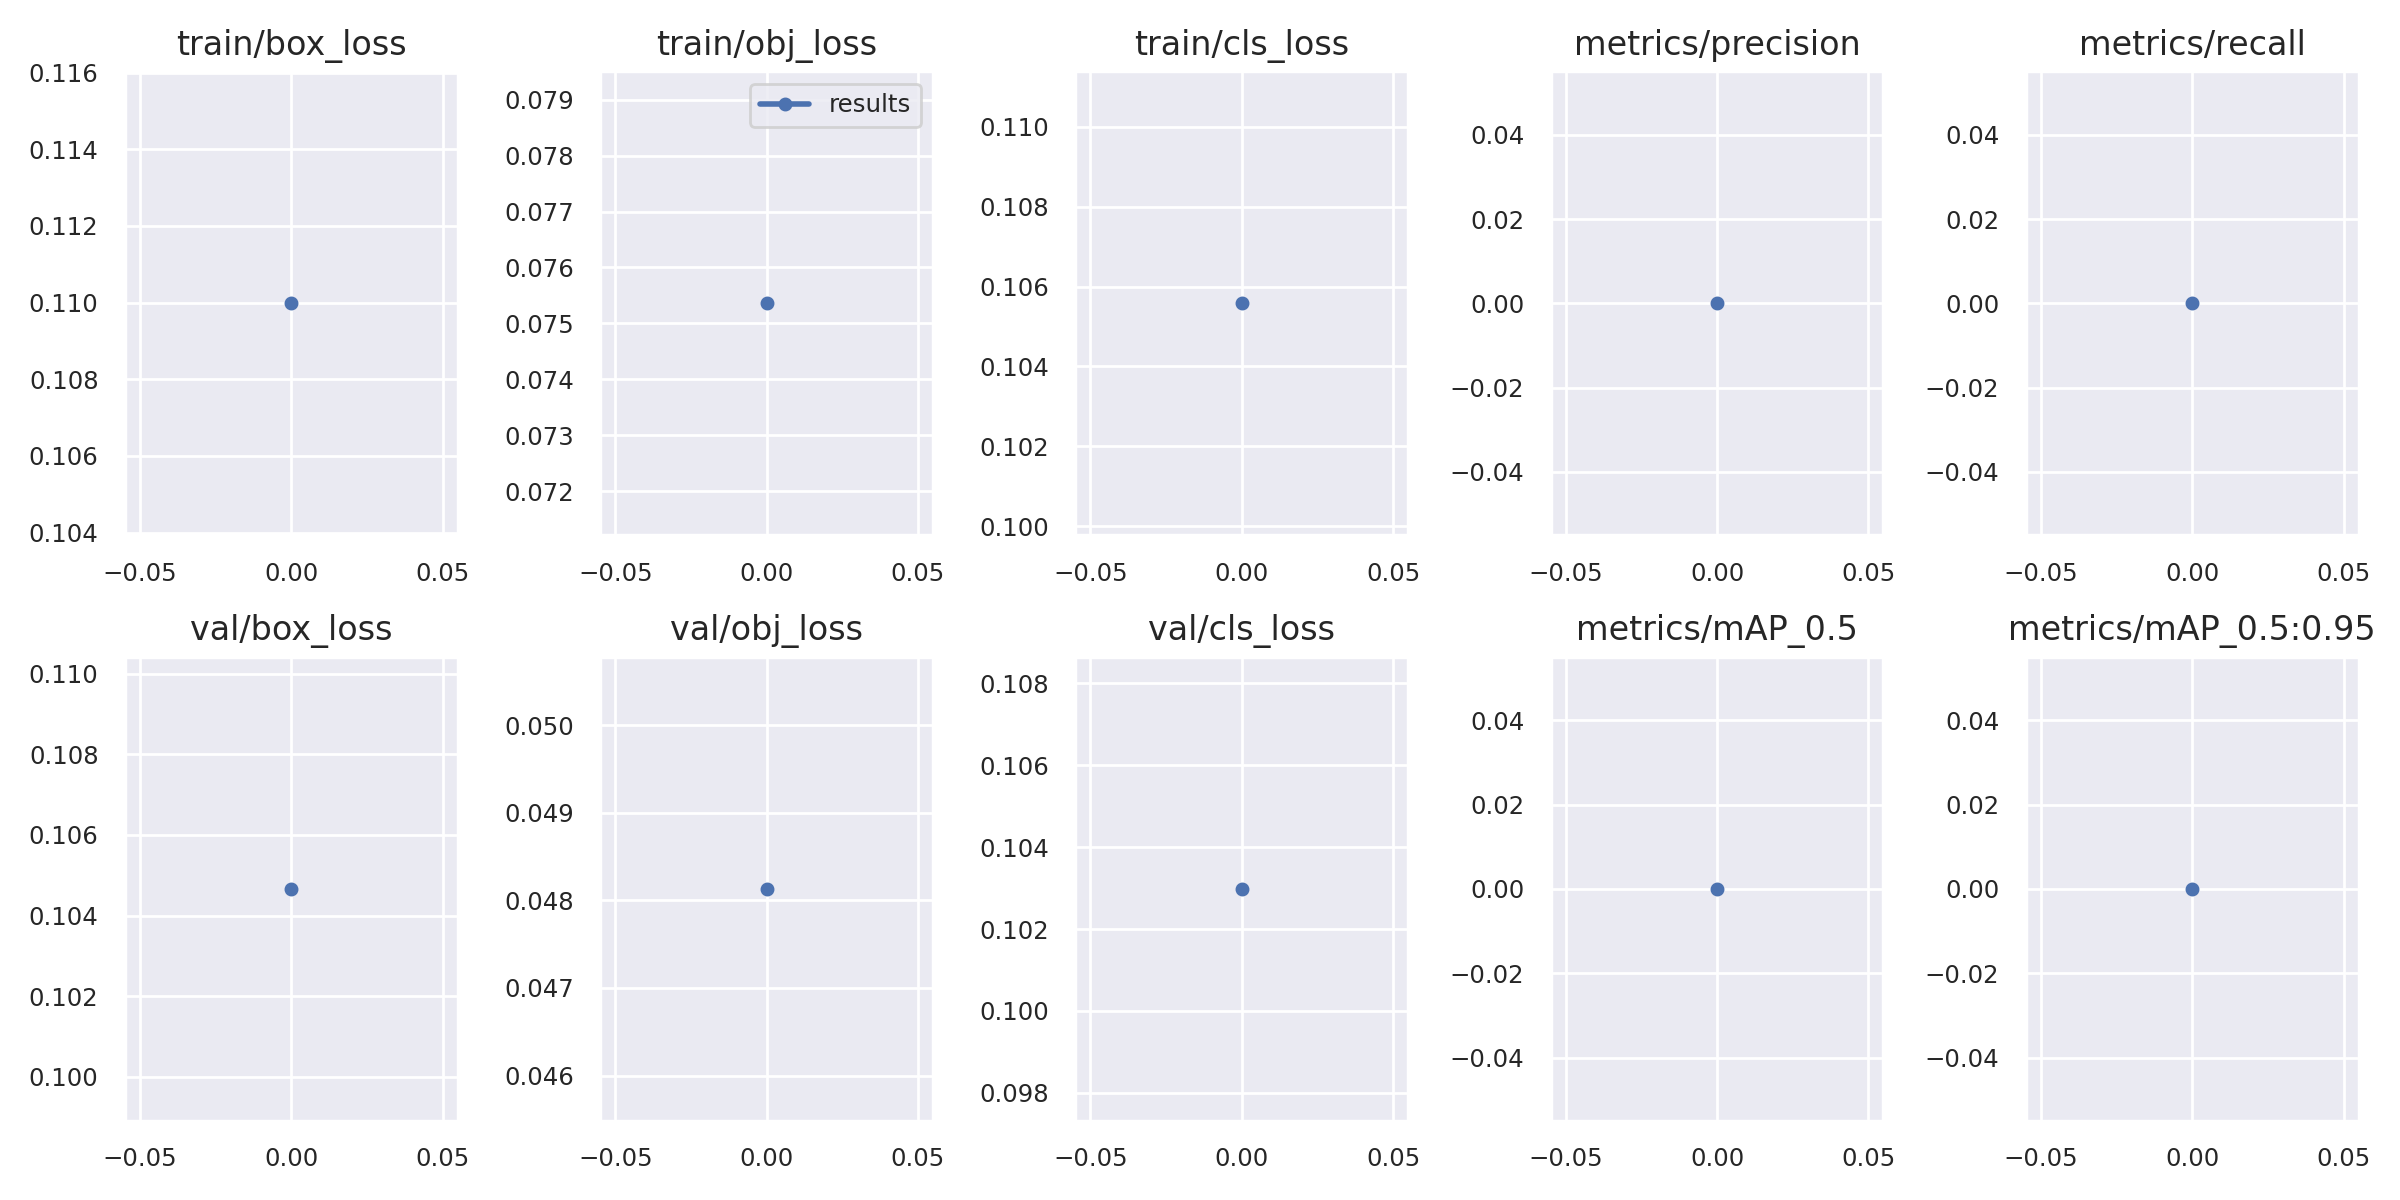 train/box_loss
0.116
0.114
0.112
0.110
0.108
0.106
0.104
−0.05 0.00 0.05
train/obj_loss
results
0.079
0.078
0.077
0.076
0.075
0.074
0.073
0.072
−0.05 0.00 0.05
train/cls_loss
0.110
0.108
0.106
0.104
0.102
0.100
−0.05 0.00 0.05
metrics/precision
0.04
0.02
0.00
−0.02
−0.04
−0.05 0.00 0.05
metrics/recall
0.04
0.02
0.00
−0.02
−0.04
−0.05 0.00 0.05
val/box_loss
0.110
0.108
0.106
0.104
0.102
0.100
−0.05 0.00 0.05
val/obj_loss
0.050
0.049
0.048
0.047
0.046
−0.05 0.00 0.05
val/cls_loss
0.108
0.106
0.104
0.102
0.100
0.098
−0.05 0.00 0.05
metrics/mAP_0.5
0.04
0.02
0.00
−0.02
−0.04
−0.05 0.00 0.05
metrics/mAP_0.5:0.95
0.04
0.02
0.00
−0.02
−0.04
−0.05 0.00 0.05